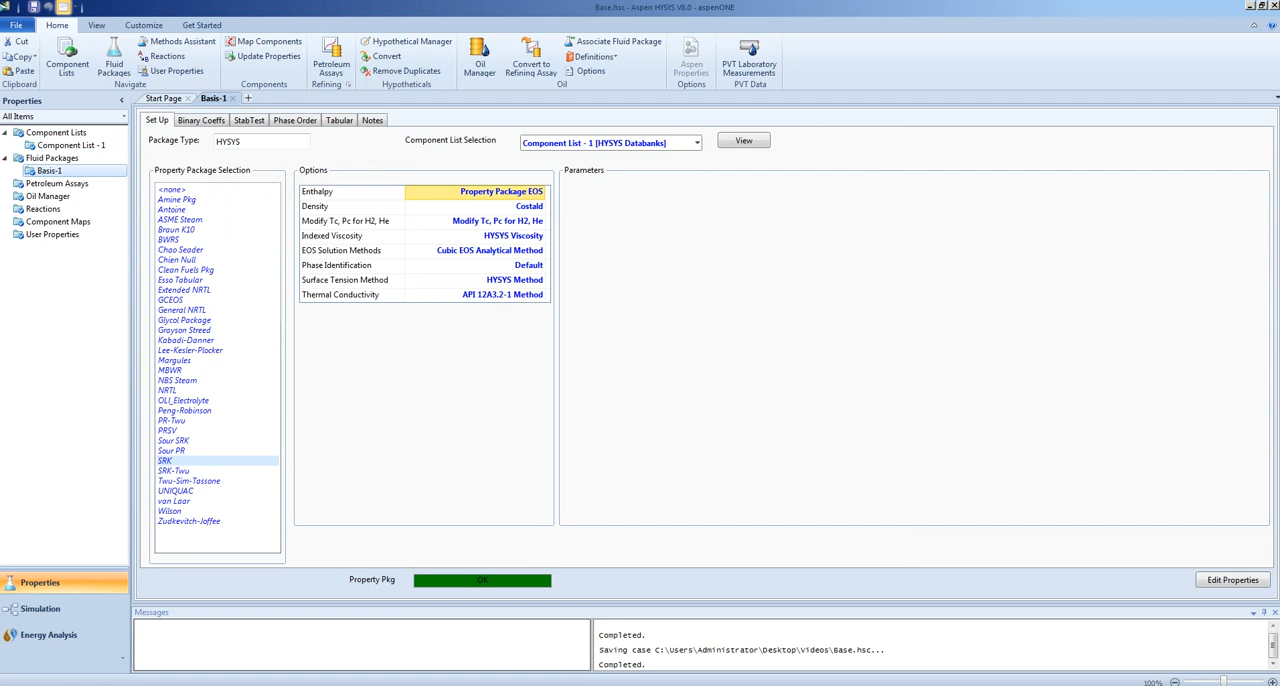 Base.hsc - Aspen HYSYS V8.0 - aspenONE
File Home View Customize Get Started
Cut
Copy
Paste
Clipboard
Component Lists
Fluid Packages
Methods Assistant
Reactions
User Properties
Navigate
Map Components
Update Properties
Components
Petroleum Assays
Refining
Hypothetical Manager
Convert
Remove Duplicates
Hypotheticals
Oil Manager
Convert to Refining Assay
Associate Fluid Package
Definitions
Options
Oil
Aspen Properties
Options
PVT Laboratory Measurements
PVT Data
Properties
All Items
Component Lists
Component List - 1
Fluid Packages
Basis-1
Petroleum Assays
Oil Manager
Reactions
Component Maps
User Properties
Properties
Simulation
Energy Analysis
Start Page Basis-1
Set Up Binary Coeffs StabTest Phase Order Tabular Notes
Package Type: HYSYS Component List Selection Component List - 1 [HYSYS Databanks] View
Property Package Selection
<none>
Amine Pkg
Antoine
ASME Steam
Braun K10
BWRS
Chao Seader
Chien Null
Clean Fuels Pkg
Esso Tabular
Extended NRTL
GCEOS
General NRTL
Glycol Package
Grayson Streed
Kabadi-Danner
Lee-Kesler-Plocker
Margules
MBWR
NBS Steam
NRTL
OLI_Electrolyte
Peng-Robinson
PR-Twu
PRSV
Sour SRK
Sour PR
SRK
SRK-Twu
Twu-Sim-Tassone
UNIQUAC
van Laar
Wilson
Zudkevitch-Joffee
Options
Enthalpy Property Package EOS
Density Costald
Modify Tc, Pc for H2, He Modify Tc, Pc for H2, He
Indexed Viscosity HYSYS Viscosity
EOS Solution Methods Cubic EOS Analytical Method
Phase Identification Default
Surface Tension Method HYSYS Method
Thermal Conductivity API 12A3.2-1 Method
Parameters
Property Pkg OK Edit Properties
Messages
Completed.
Saving case C:\Users\Administrator\Desktop\Videos\Base.hsc...
Completed.
100%